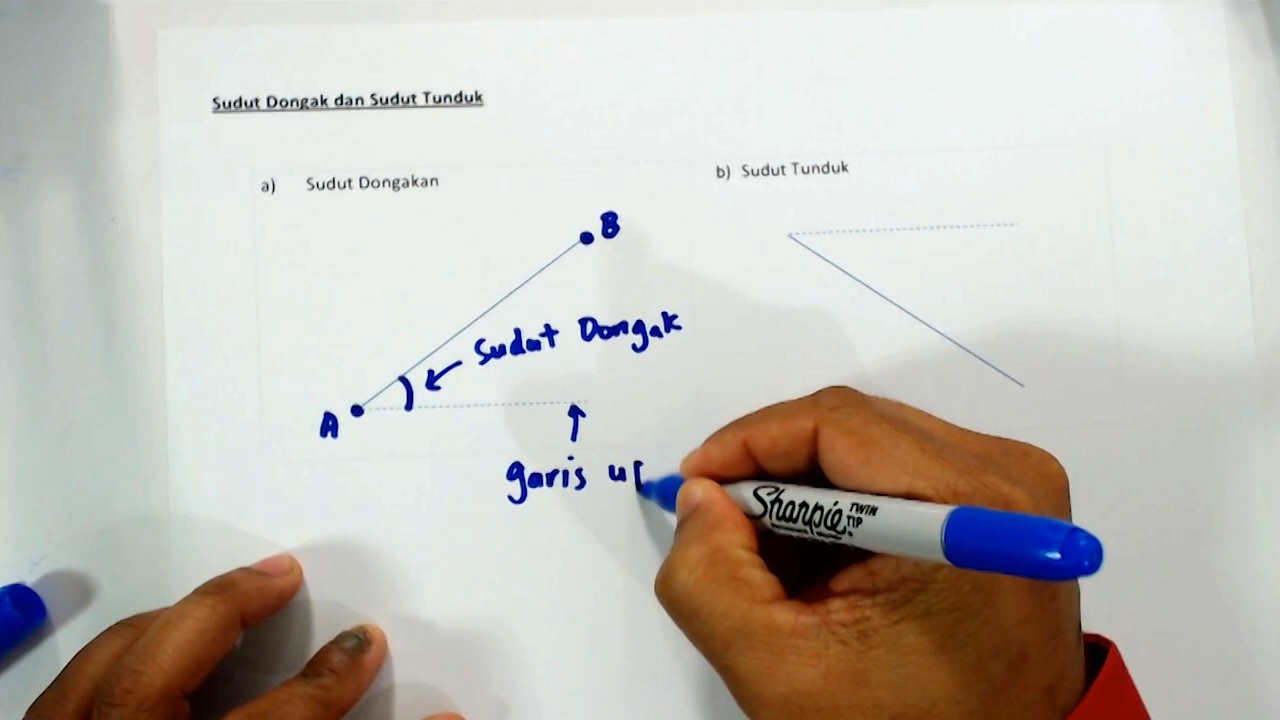 Sudut Dongak dan Sudut Tunduk
a) Sudut Dongakan
b) Sudut Tunduk
B
Sudut Dongak
A
garis
Sharpie. TWIN TIP